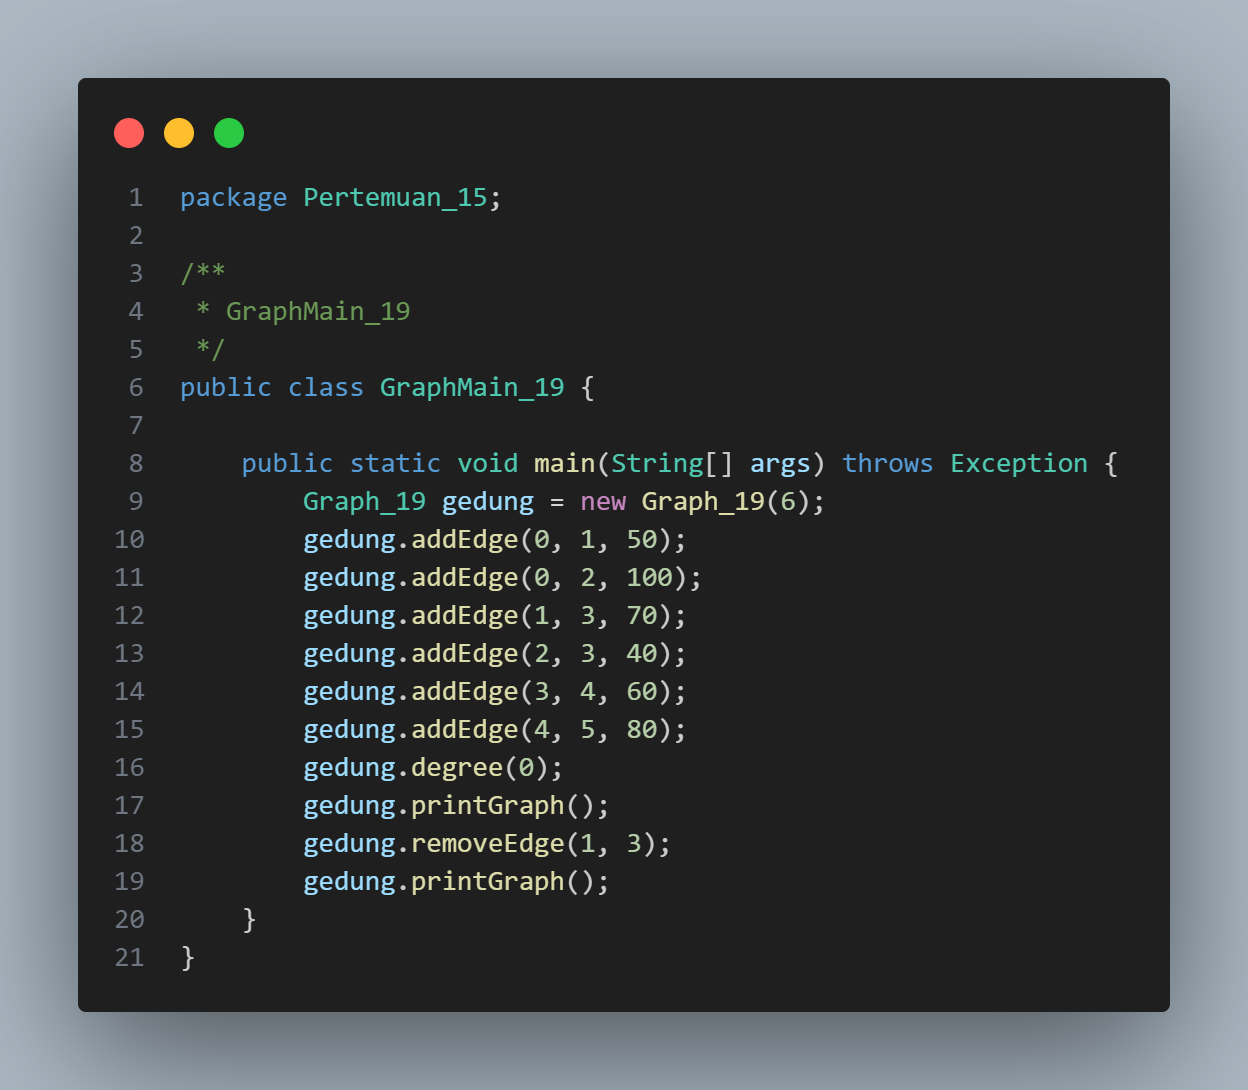 1 package Pertemuan_15;
2
3 /**
4  * GraphMain_19
5  */
6 public class GraphMain_19 {
7
8     public static void main(String[] args) throws Exception {
9         Graph_19 gedung = new Graph_19(6);
10         gedung.addEdge(0, 1, 50);
11         gedung.addEdge(0, 2, 100);
12         gedung.addEdge(1, 3, 70);
13         gedung.addEdge(2, 3, 40);
14         gedung.addEdge(3, 4, 60);
15         gedung.addEdge(4, 5, 80);
16         gedung.degree(0);
17         gedung.printGraph();
18         gedung.removeEdge(1, 3);
19         gedung.printGraph();
20     }
21 }